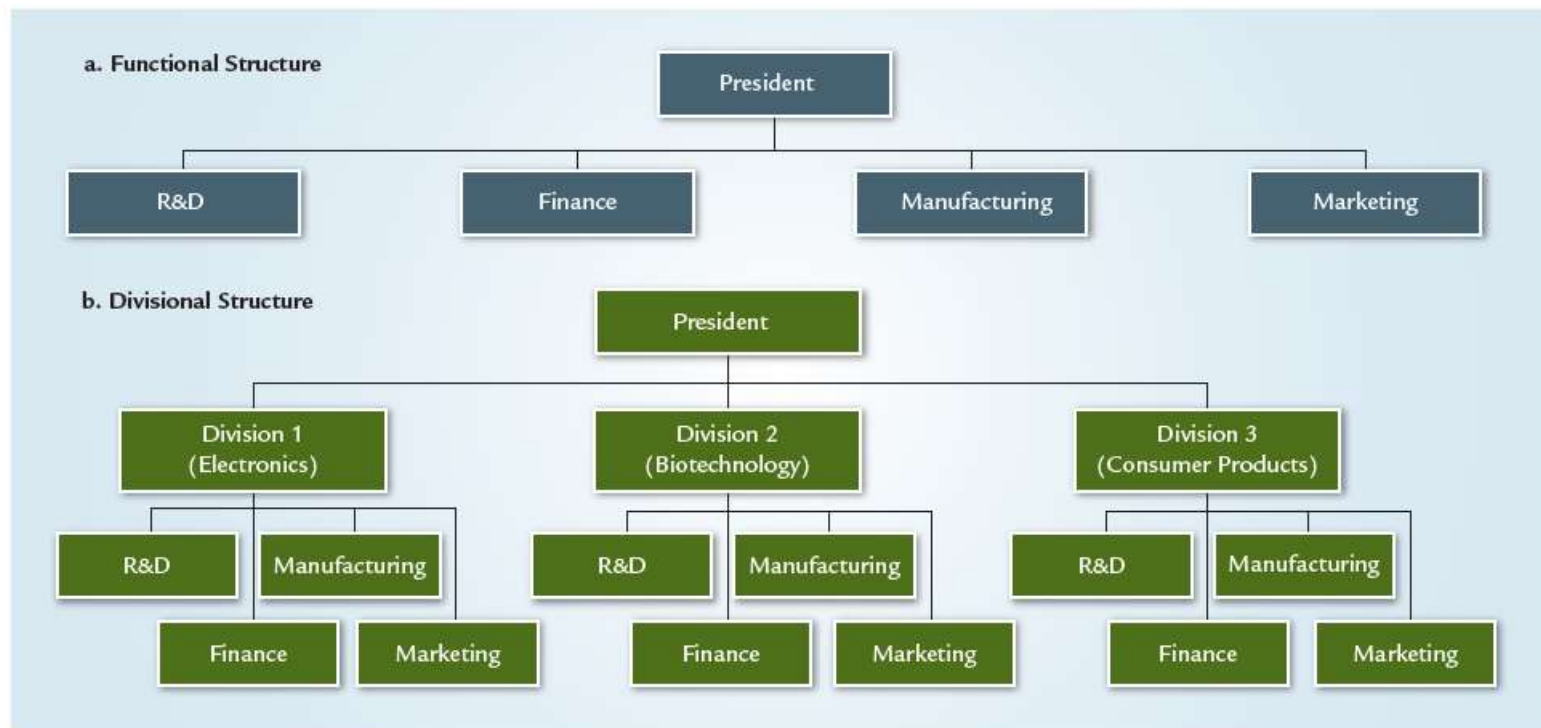 a. Functional Structure
President
R&D
Finance
Manufacturing
Marketing
b. Divisional Structure
President
Division 1
(Electronics)
Division 2
(Biotechnology)
Division 3
(Consumer Products)
R&D
Manufacturing
Finance
Marketing
R&D
Manufacturing
Finance
Marketing
R&D
Manufacturing
Finance
Marketing